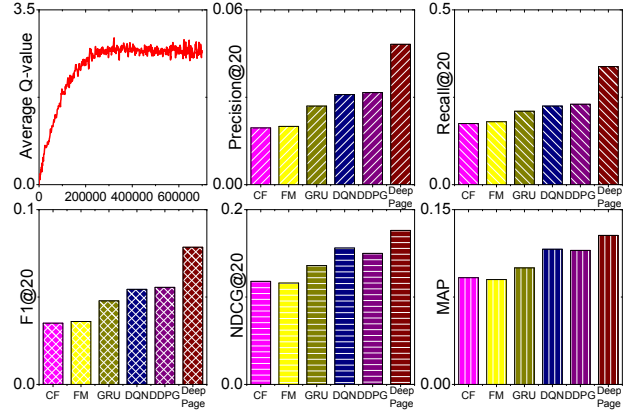 3.5
Average Q-value
0.0
0
200000
400000
600000
0.06
Precision@20
0.00
CF
FM
GRU
DQN
DDPG
Deep
Page
0.5
Recall@20
0.0
CF
FM
GRU
DQN
DDPG
Deep
Page
0.1
F1@20
0.0
CF
FM
GRU
DQN
DDPG
Deep
Page
0.2
NDCG@20
0.0
CF
FM
GRU
DQN
DDPG
Deep
Page
0.15
MAP
0.00
CF
FM
GRU
DQN
DDPG
Deep
Page